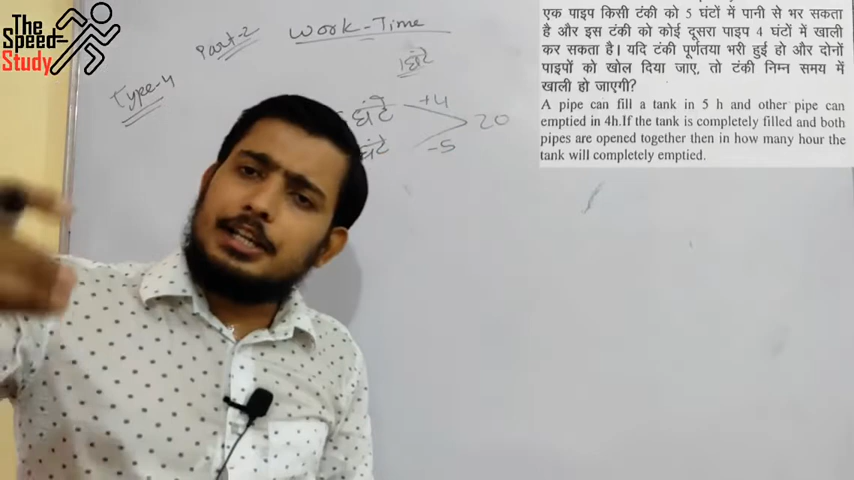 The
Speed
Study
Type-4
Part-2
Work-Time
1घंटे
घंटे +4
20
घंटे -5
एक पाइप किसी टंकी को 5 घंटों में पानी से भर सकता
है और इस टंकी को कोई दूसरा पाइप 4 घंटों में खाली
कर सकता है। यदि टंकी पूर्णतया भरी हुई हो और दोनों
पाइपों को खोल दिया जाए, तो टंकी निम्न समय में
खाली हो जाएगी?
A pipe can fill a tank in 5 h and other pipe can
emptied in 4h.If the tank is completely filled and both
pipes are opened together then in how many hour the
tank will completely emptied.